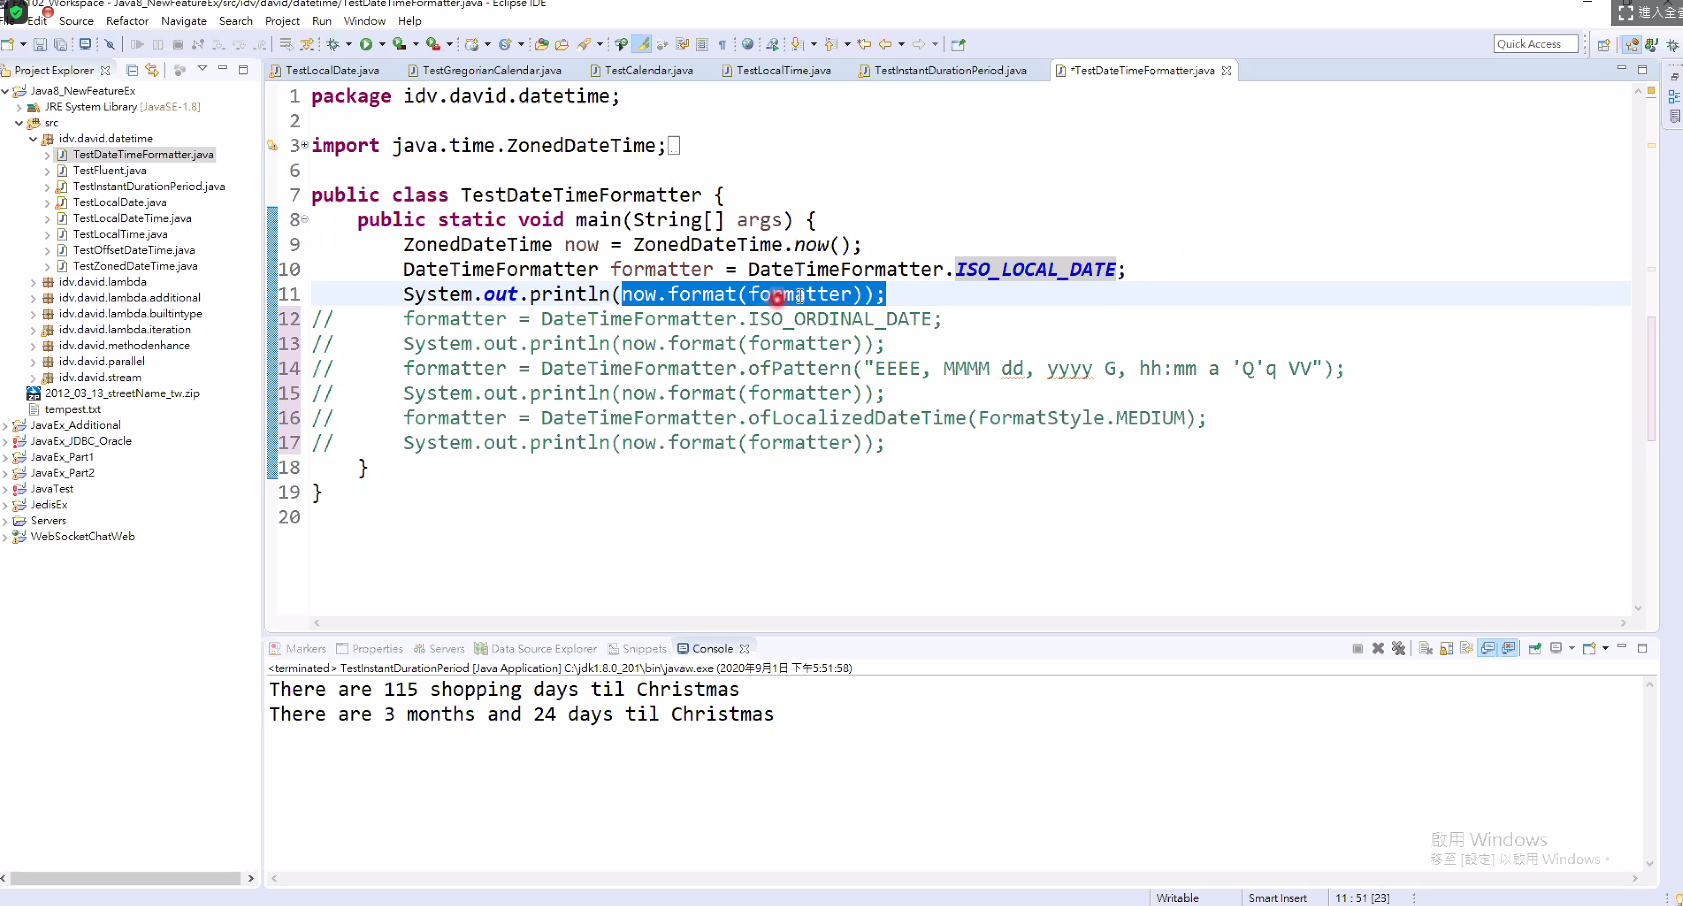 Workspace - Java8_NewFeatureEx/src/idv/david/datetime/TestDateTimeFormatter.java - Eclipse IDE
進入全
Edit Source Refactor Navigate Search Project Run Window Help
Quick Access
Project Explorer
TestLocalDate.java TestGregorianCalendar.java TestCalendar.java TestLocalTime.java TestInstantDurationPeriod.java *TestDateTimeFormatter.java
Java8_NewFeatureEx
JRE System Library [JavaSE-1.8]
src
idv.david.datetime
TestDateTimeFormatter.java
TestFluent.java
TestInstantDurationPeriod.java
TestLocalDate.java
TestLocalDateTime.java
TestLocalTime.java
TestOffsetDateTime.java
TestZonedDateTime.java
idv.david.lambda
idv.david.lambda.additional
idv.david.lambda.builtintype
idv.david.lambda.iteration
idv.david.methodenhance
idv.david.parallel
idv.david.stream
2012_03_13_streetName_tw.zip
tempest.txt
JavaEx_Additional
JavaEx_JDBC_Oracle
JavaEx_Part1
JavaEx_Part2
JavaTest
JedisEx
Servers
WebSocketChatWeb
1 package idv.david.datetime;
2
3 import java.time.ZonedDateTime;
6
7 public class TestDateTimeFormatter {
8 public static void main(String[] args) {
9 ZonedDateTime now = ZonedDateTime.now();
10 DateTimeFormatter formatter = DateTimeFormatter.ISO_LOCAL_DATE;
11 System.out.println(now.format(formatter));
12 // formatter = DateTimeFormatter.ISO_ORDINAL_DATE;
13 // System.out.println(now.format(formatter));
14 // formatter = DateTimeFormatter.ofPattern("EEEE, MMMM dd, yyyy G, hh:mm a 'Q'q VV");
15 // System.out.println(now.format(formatter));
16 // formatter = DateTimeFormatter.ofLocalizedDateTime(FormatStyle.MEDIUM);
17 // System.out.println(now.format(formatter));
18 }
19 }
20
Markers Properties Servers Data Source Explorer Snippets Console
<terminated> TestInstantDurationPeriod [Java Application] C:\jdk1.8.0_201\bin\javaw.exe (2020年9月1日 下午5:51:58)
There are 115 shopping days til Christmas
There are 3 months and 24 days til Christmas
啟用 Windows
移至 [設定] 以啟用 Windows。
Writable Smart Insert 11 : 51 [23]